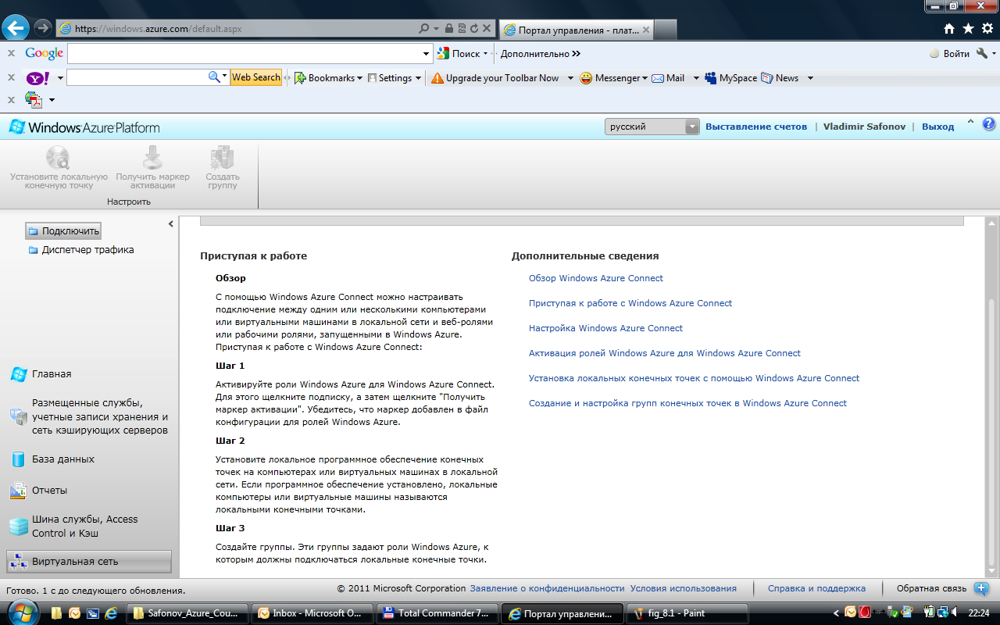 https://windows.azure.com/default.aspx
Портал управления - плат...
Google
Поиск
Дополнительно
Войти
Y!
Web Search
Bookmarks
Settings
Upgrade your Toolbar Now
Messenger
Mail
MySpace
News
Windows Azure Platform
русский
Выставление счетов
Vladimir Safonov
Выход
Установите локальную
конечную точку
Получить маркер
активации
Создать
группу
Настроить
Подключить
Диспетчер трафика
Главная
Размещенные службы,
учетные записи хранения и
сеть кэширующих серверов
База данных
Отчеты
Шина службы, Access
Control и Кэш
Виртуальная сеть
Приступая к работе
Обзор
С помощью Windows Azure Connect можно настраивать
подключение между одним или несколькими компьютерами
или виртуальными машинами в локальной сети и веб-ролями
или рабочими ролями, запущенными в Windows Azure.
Приступая к работе с Windows Azure Connect:
Шаг 1
Активируйте роли Windows Azure для Windows Azure Connect.
Для этого щелкните подписку, а затем щелкните "Получить
маркер активации". Убедитесь, что маркер добавлен в файл
конфигурации для ролей Windows Azure.
Шаг 2
Установите локальное программное обеспечение конечных
точек на компьютерах или виртуальных машинах в локальной
сети. Если программное обеспечение установлено, локальные
компьютеры или виртуальные машины называются
локальными конечными точками.
Шаг 3
Создайте группы. Эти группы задают роли Windows Azure, к
которым должны подключаться локальные конечные точки.
Дополнительные сведения
Обзор Windows Azure Connect
Приступая к работе с Windows Azure Connect
Настройка Windows Azure Connect
Активация ролей Windows Azure для Windows Azure Connect
Установка локальных конечных точек с помощью Windows Azure Connect
Создание и настройка групп конечных точек в Windows Azure Connect
Готово. 1 с до следующего обновления.
© 2011 Microsoft Corporation
Заявление о конфиденциальности
Условия использования
Справка и поддержка
Обратная связь
Safonov_Azure_Cou...
Inbox - Microsoft O...
Total Commander 7...
Портал управлени...
fig_8.1 - Paint
22:24